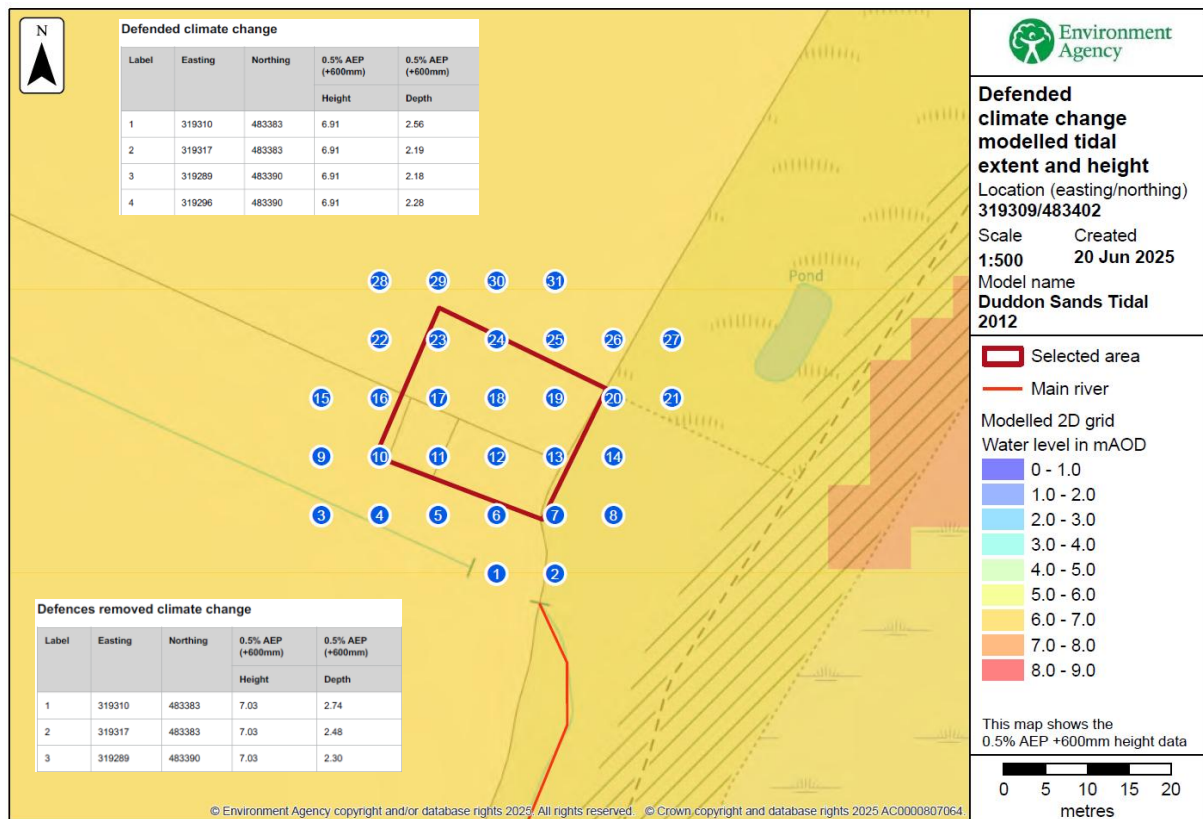 N
Defended climate change
Label Easting Northing 0.5% AEP (+600mm) 0.5% AEP (+600mm)
Height Depth
1 319310 483383 6.91 2.56
2 319317 483383 6.91 2.19
3 319289 483390 6.91 2.18
4 319296 483390 6.91 2.28
Pond
28 29 30 31
22 23 24 25 26 27
15 16 17 18 19 20 21
9 10 11 12 13 14
3 4 5 6 7 8
1 2
Defences removed climate change
Label Easting Northing 0.5% AEP (+600mm) 0.5% AEP (+600mm)
Height Depth
1 319310 483383 7.03 2.74
2 319317 483383 7.03 2.48
3 319289 483390 7.03 2.30
© Environment Agency copyright and/or database rights 2025. All rights reserved. © Crown copyright and database rights 2025 AC0000807064.
Environment
Agency
Defended
climate change
modelled tidal
extent and height
Location (easting/northing)
319309/483402
Scale Created
1:500 20 Jun 2025
Model name
Duddon Sands Tidal
2012
Selected area
Main river
Modelled 2D grid
Water level in mAOD
0 - 1.0
1.0 - 2.0
2.0 - 3.0
3.0 - 4.0
4.0 - 5.0
5.0 - 6.0
6.0 - 7.0
7.0 - 8.0
8.0 - 9.0
This map shows the
0.5% AEP +600mm height data
0 5 10 15 20
metres